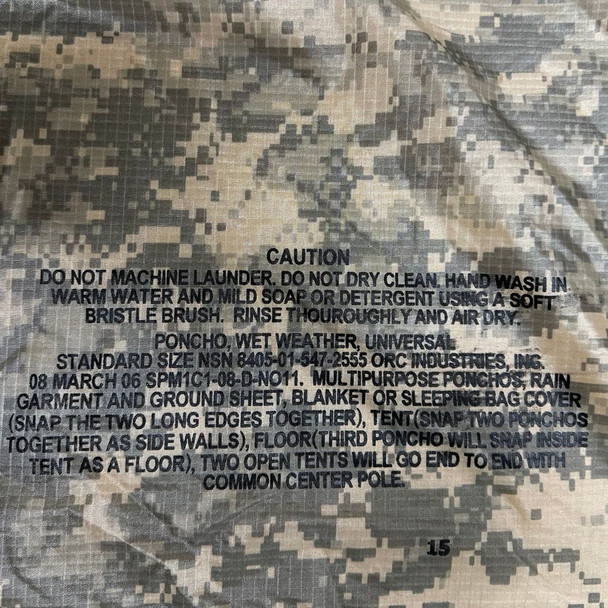 CAUTION
DO NOT MACHINE LAUNDER. DO NOT DRY CLEAN. HAND WASH IN
WARM WATER AND MILD SOAP OR DETERGENT USING A SOFT
BRISTLE BRUSH. RINSE THOUROUGHLY AND AIR DRY.
PONCHO, WET WEATHER, UNIVERSAL
STANDARD SIZE NSN 8405-01-547-2555 ORC INDUSTRIES, INC.
08 MARCH 06 SPM1C1-08-D-NO11. MULTIPURPOSE PONCHO'S, RAIN
GARMENT AND GROUND SHEET, BLANKET OR SLEEPING BAG COVER
(SNAP THE TWO LONG EDGES TOGETHER), TENT(SNAP TWO PONCHOS
TOGETHER AS SIDE WALLS), FLOOR(THIRD PONCHO WILL SNAP INSIDE
TENT AS A FLOOR), TWO OPEN TENTS WILL GO END TO END WITH
COMMON CENTER POLE.
15